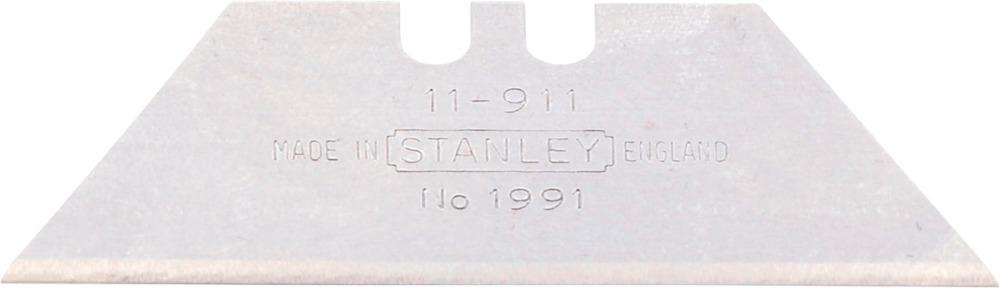 11-911
MADE IN STANLEY ENGLAND
No 1991